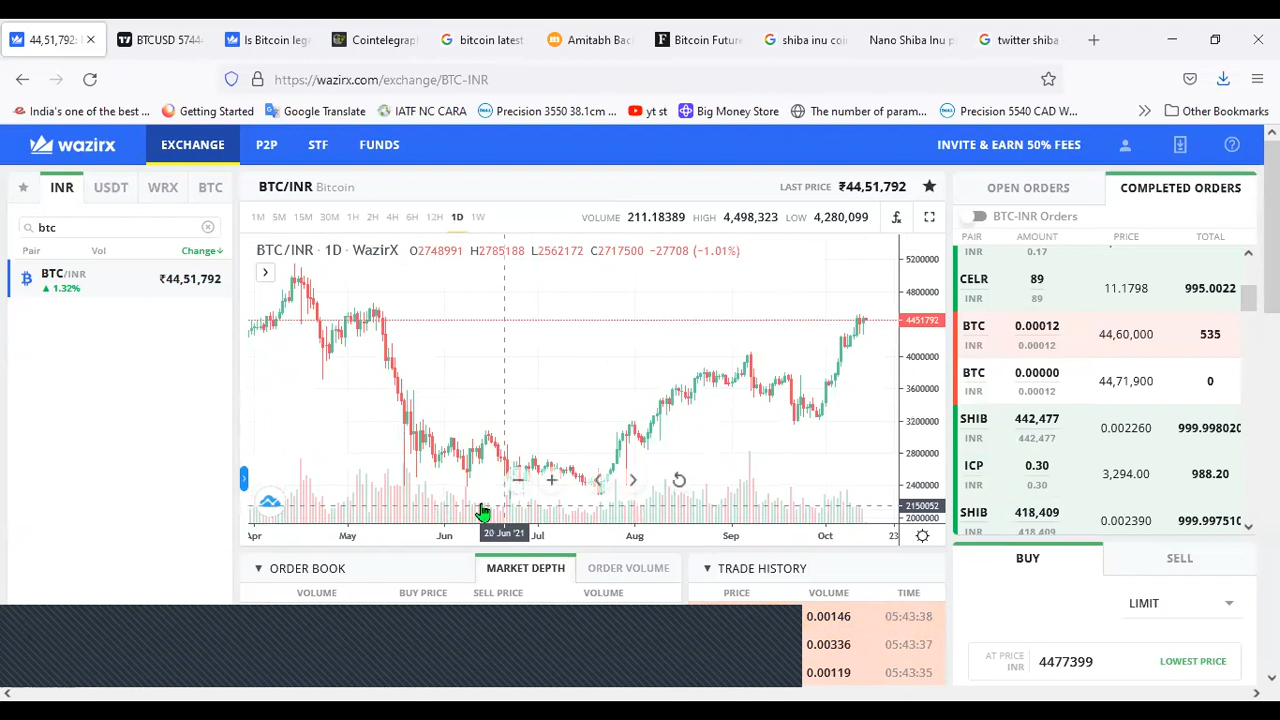 44,51,792:
BTCUSD 5744
Is Bitcoin leg
Cointelegrap
bitcoin latest
Amitabh Bac
Bitcoin Future
shiba inu coi
Nano Shiba Inu p
twitter shiba
https://wazirx.com/exchange/BTC-INR
India's one of the best ...
Getting Started
Google Translate
IATF NC CARA
Precision 3550 38.1cm ...
yt st
Big Money Store
The number of param...
Precision 5540 CAD W...
Other Bookmarks
wazirx
EXCHANGE
P2P
STF
FUNDS
INVITE & EARN 50% FEES
INR USDT WRX BTC
btc
Pair Vol Change
BTC/INR ₹44,51,792
▲ 1.32%
BTC/INR Bitcoin
LAST PRICE ₹44,51,792
1M 5M 15M 30M 1H 2H 4H 6H 12H 1D 1W
VOLUME 211.18389 HIGH 4,498,323 LOW 4,280,099
BTC / INR · 1D · WazirX O2748991 H2785188 L2562172 C2717500 −27708 (−1.01%)
5200000
4800000
4451792
4000000
3600000
3200000
2800000
2400000
2150052
2000000
Apr May Jun 20 Jun '21 Jul Aug Sep Oct 23
OPEN ORDERS
COMPLETED ORDERS
BTC-INR Orders
PAIR AMOUNT PRICE TOTAL
INR 0.17
CELR 89 11.1798 995.0022
INR 89
BTC 0.00012 44,60,000 535
INR 0.00012
BTC 0.00000 44,71,900 0
INR 0.00012
SHIB 442,477 0.002260 999.998020
INR 442,477
ICP 0.30 3,294.00 988.20
INR 0.30
SHIB 418,409 0.002390 999.997510
INR 418,409
ORDER BOOK
MARKET DEPTH
ORDER VOLUME
VOLUME BUY PRICE SELL PRICE VOLUME
TRADE HISTORY
PRICE VOLUME TIME
0.00146 05:43:38
0.00336 05:43:37
0.00119 05:43:35
BUY
SELL
LIMIT
AT PRICE
INR
4477399
LOWEST PRICE